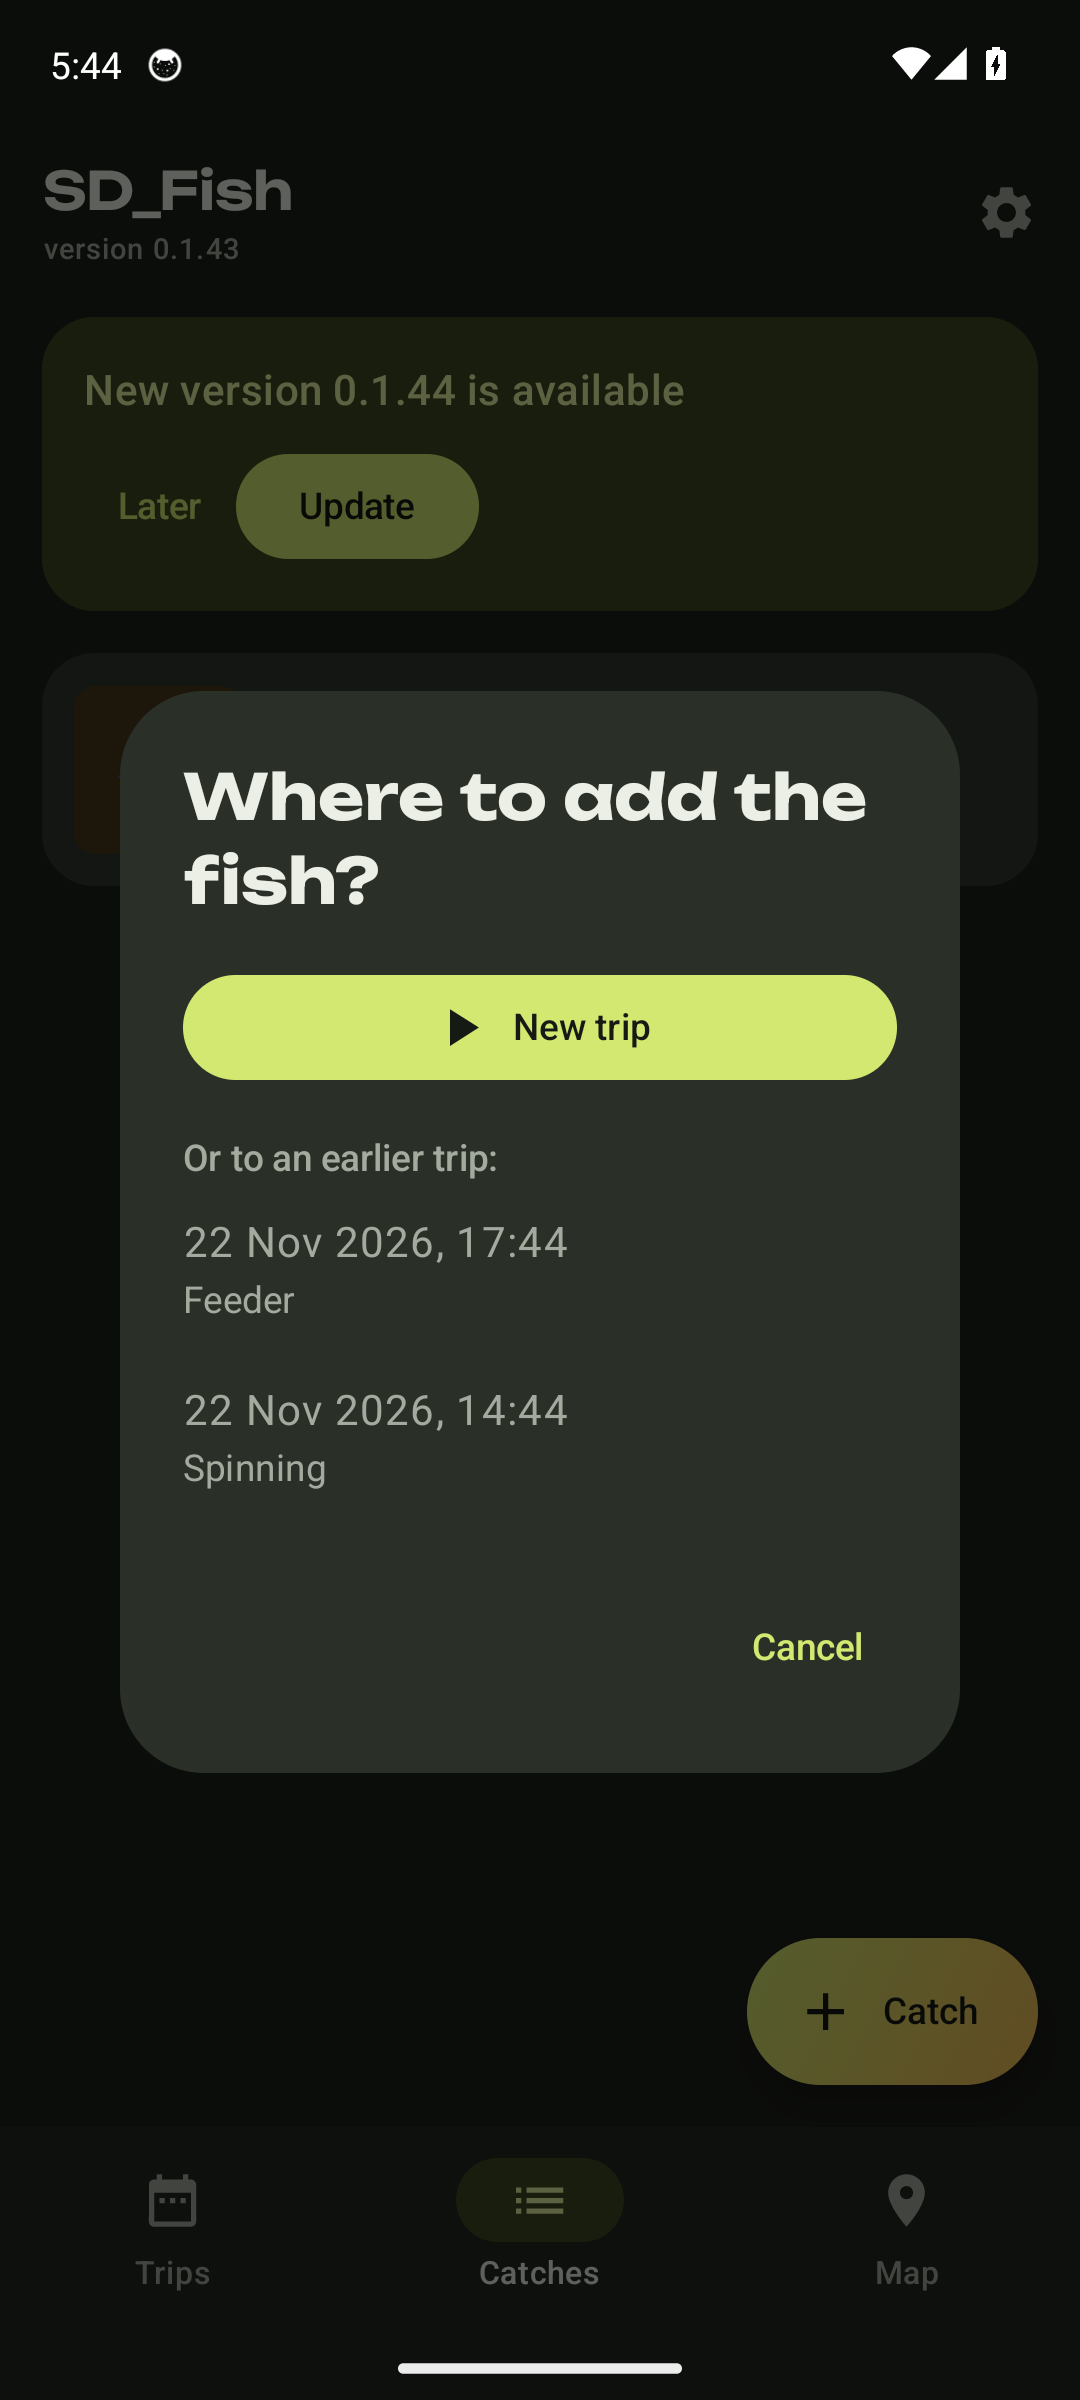 5:44
SD_Fish
version 0.1.43
New version 0.1.44 is available
Later
Update
Where to add the
fish?
New trip
Or to an earlier trip:
22 Nov 2026, 17:44
Feeder
22 Nov 2026, 14:44
Spinning
Cancel
Catch
Trips
Catches
Map